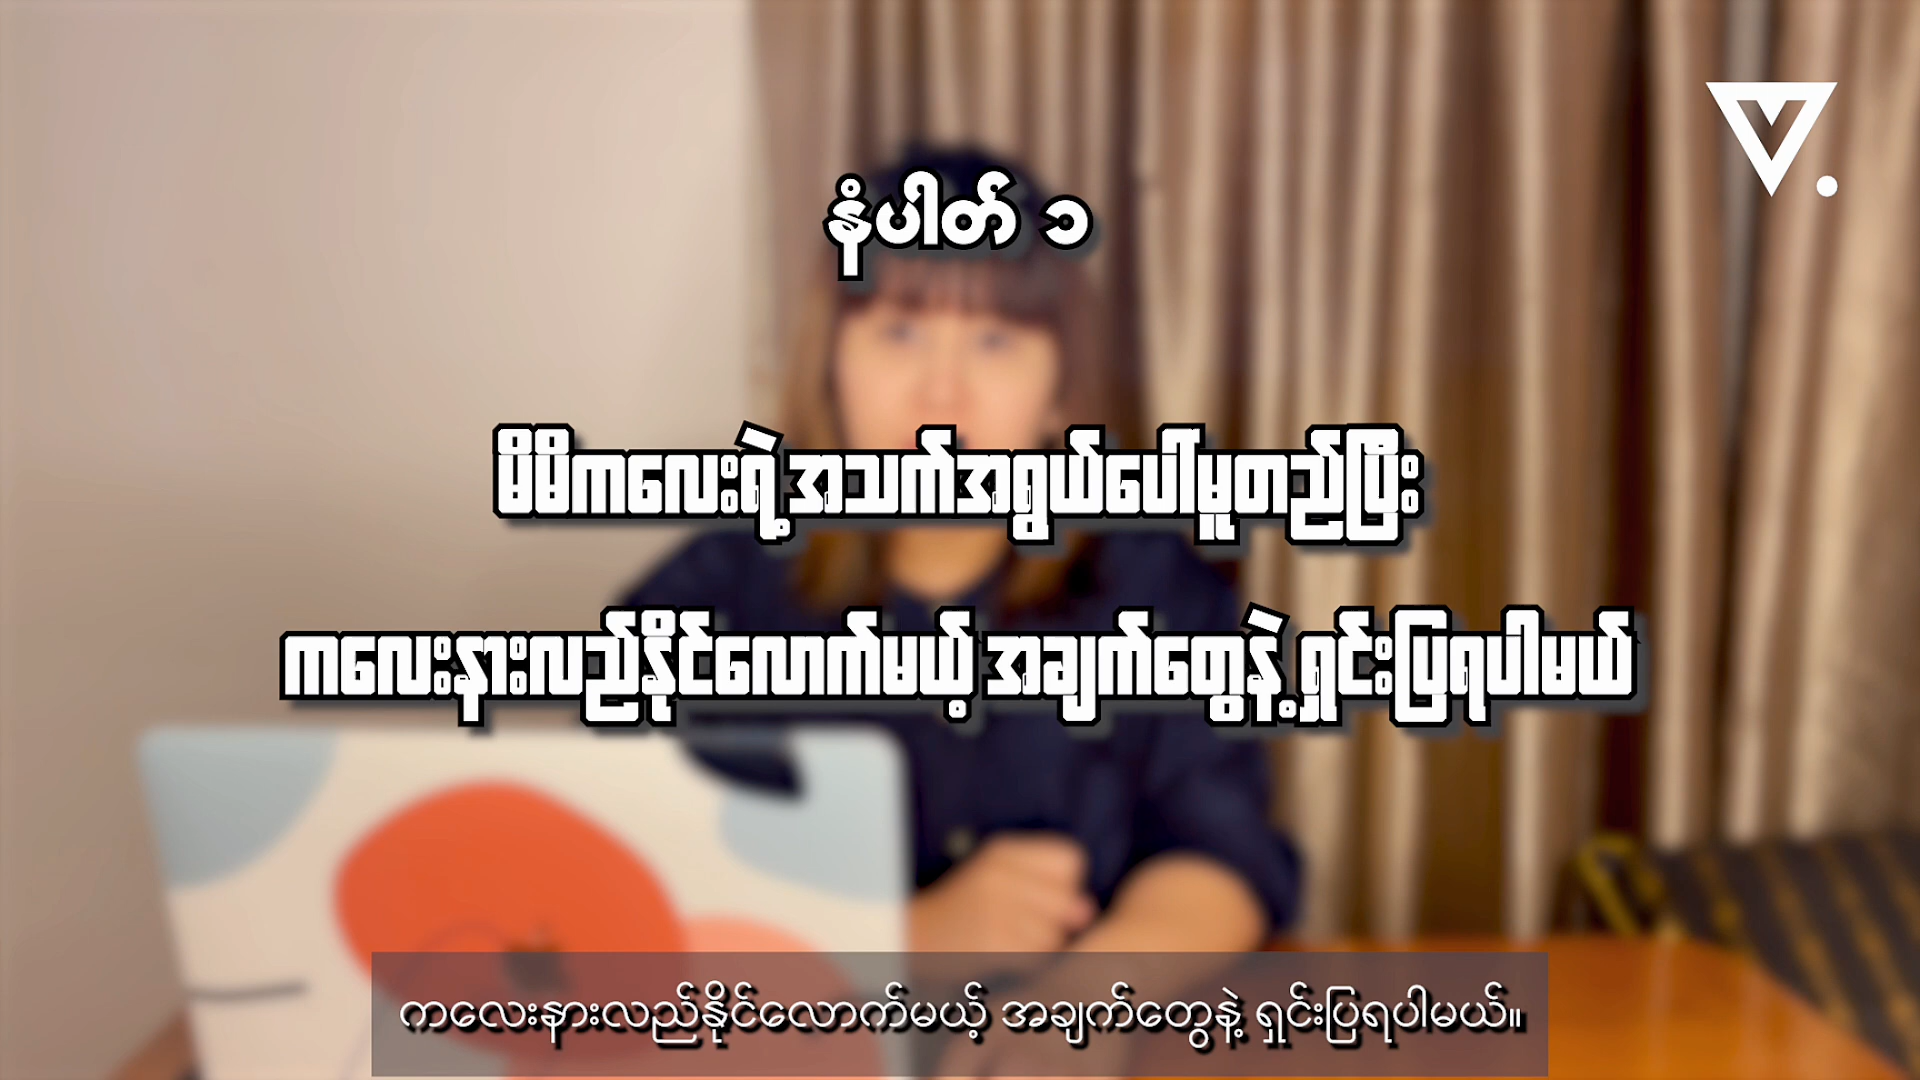 နံပါတ် ၁
မိမိကလေးရဲ့အသက်အရွယ်ပေါ်မူတည်ပြီး
ကလေးနားလည်နိုင်လောက်မယ့် အချက်တွေနဲ့ ရှင်းပြရပါမယ်
ကလေးနားလည်နိုင်လောက်မယ့် အချက်တွေနဲ့ ရှင်းပြရပါမယ်။